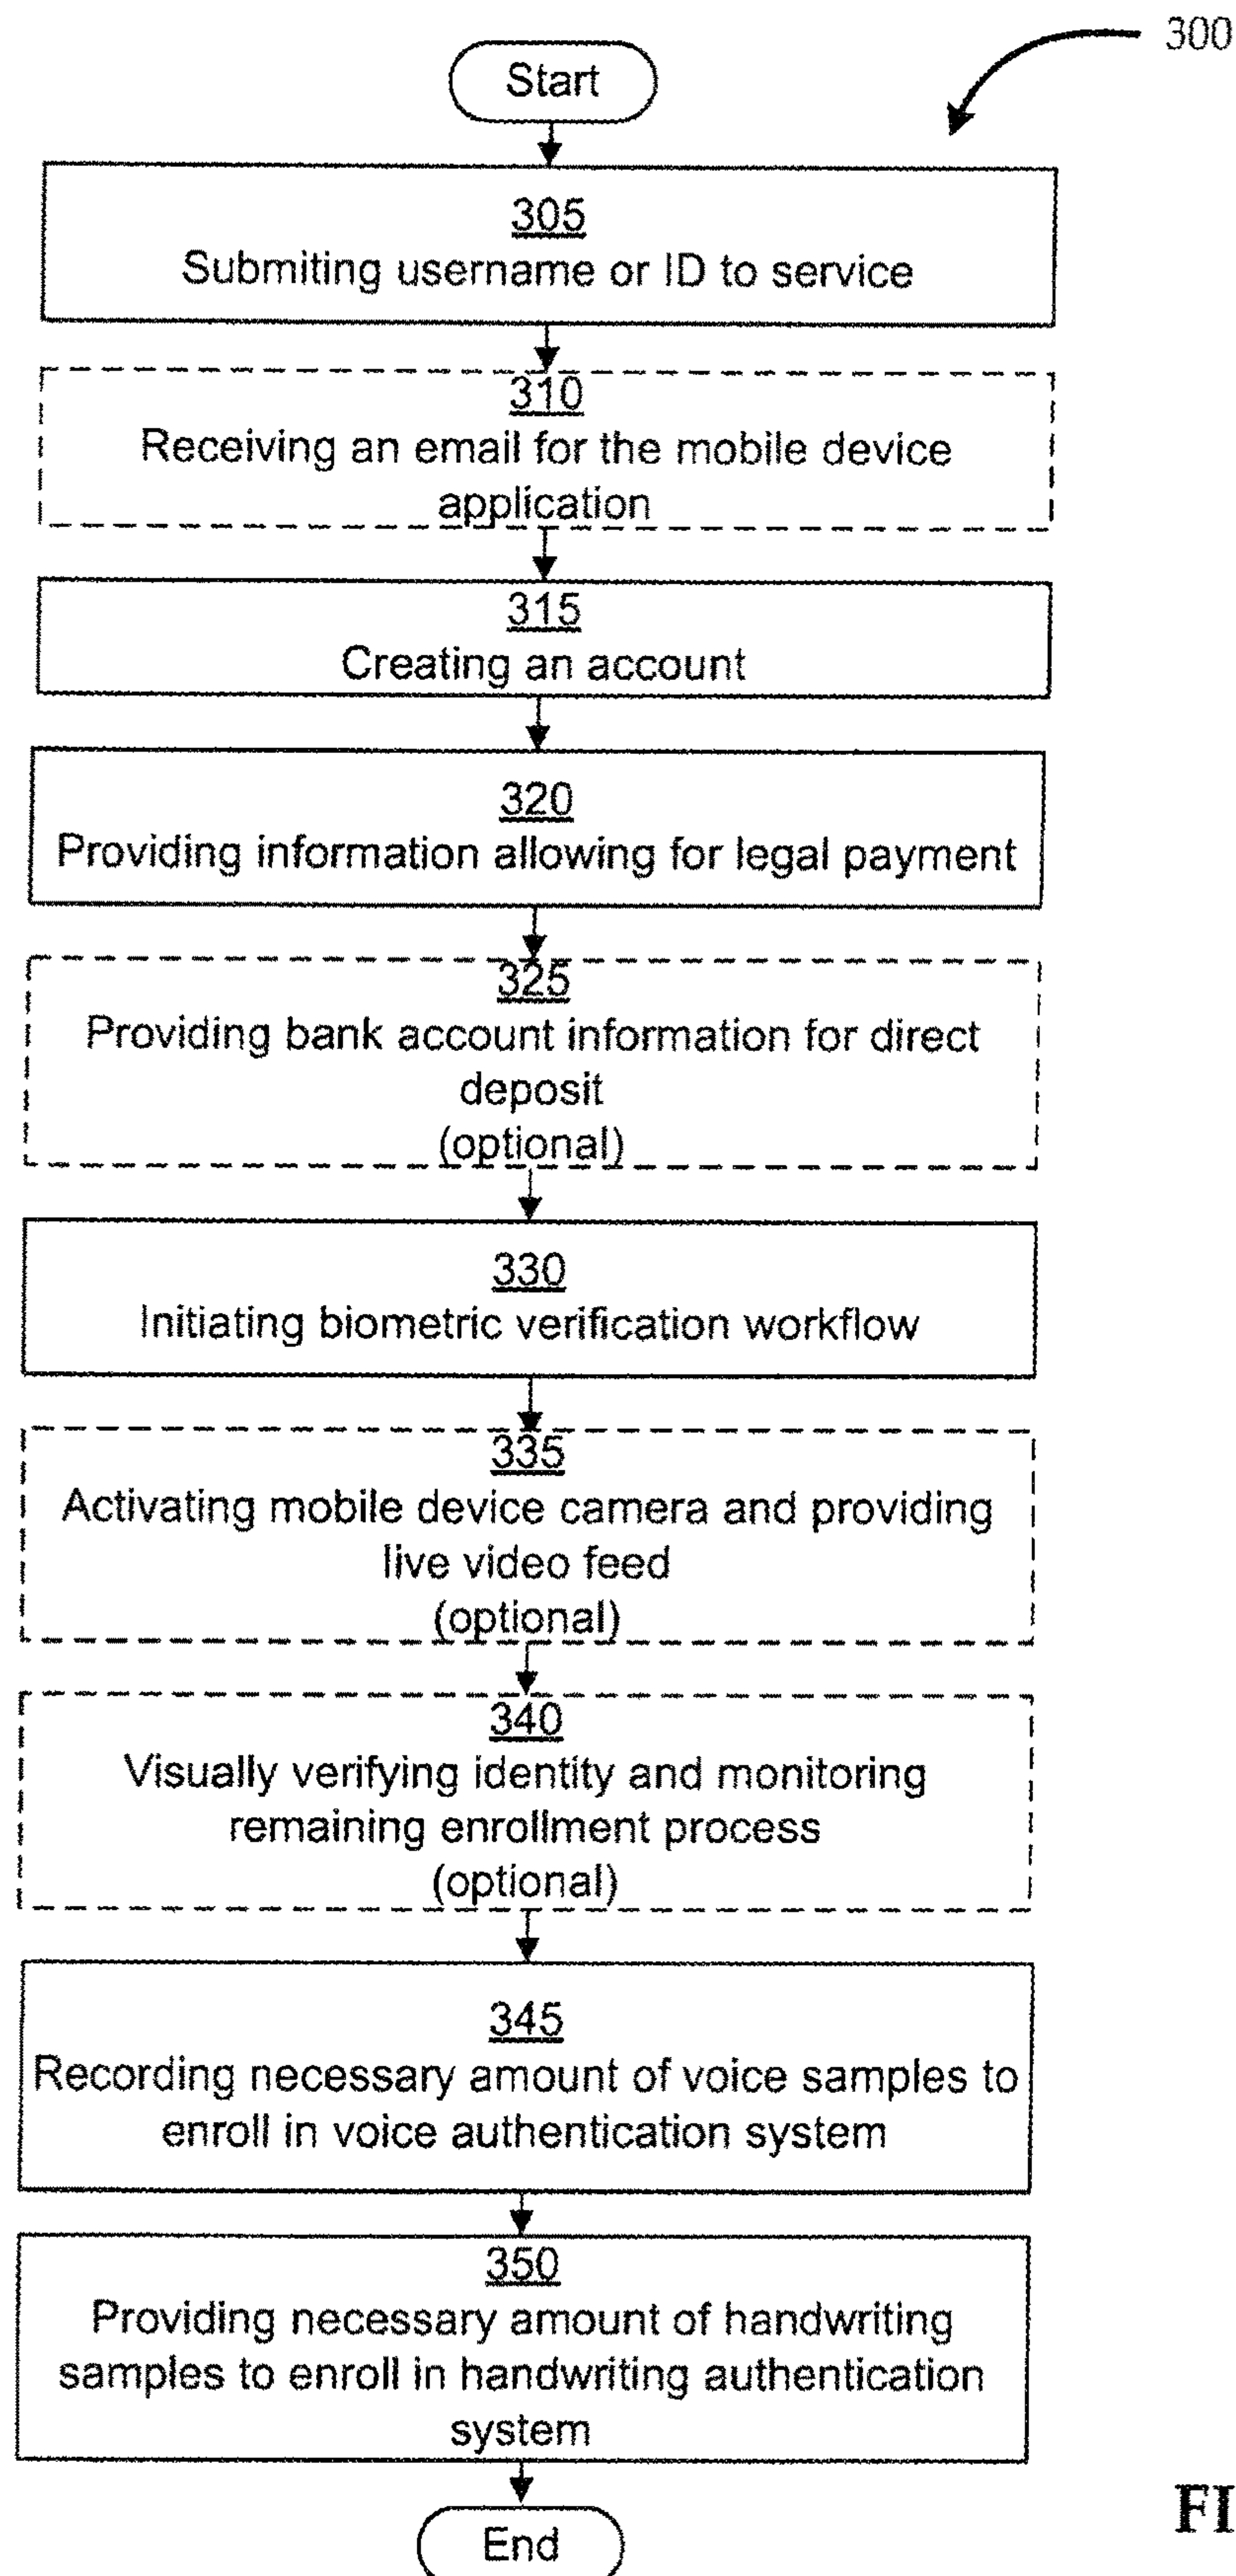 300
Start
305
Submiting username or ID to service
310
Receiving an email for the mobile device
application
315
Creating an account
320
Providing information allowing for legal payment
325
Providing bank account information for direct
deposit
(optional)
330
Initiating biometric verification workflow
335
Activating mobile device camera and providing
live video feed
(optional)
340
Visually verifying identity and monitoring
remaining enrollment process
(optional)
345
Recording necessary amount of voice samples to
enroll in voice authentication system
350
Providing necessary amount of handwriting
samples to enroll in handwriting authentication
system
End
FI